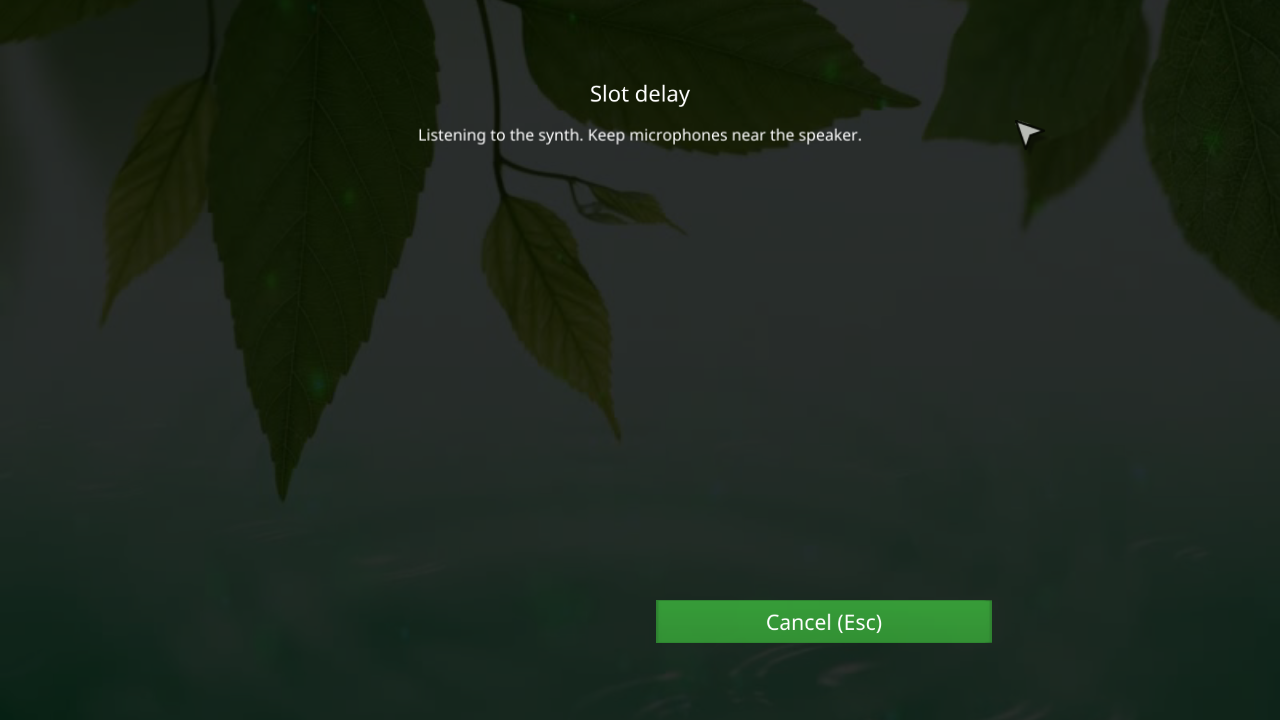 Slot delay
Listening to the synth. Keep microphones near the speaker.
Cancel (Esc)